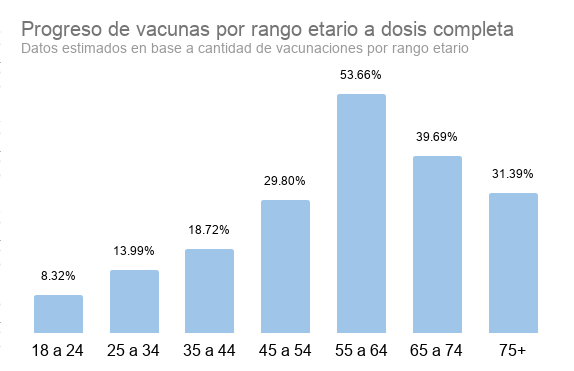 Progreso de vacunas por rango etario a dosis completa
Datos estimados en base a cantidad de vacunaciones por rango etario
53.66%
39.69%
31.39%
29.80%
18.72%
13.99%
8.32%
18 a 24 25 a 34 35 a 44 45 a 54 55 a 64 65 a 74 75+